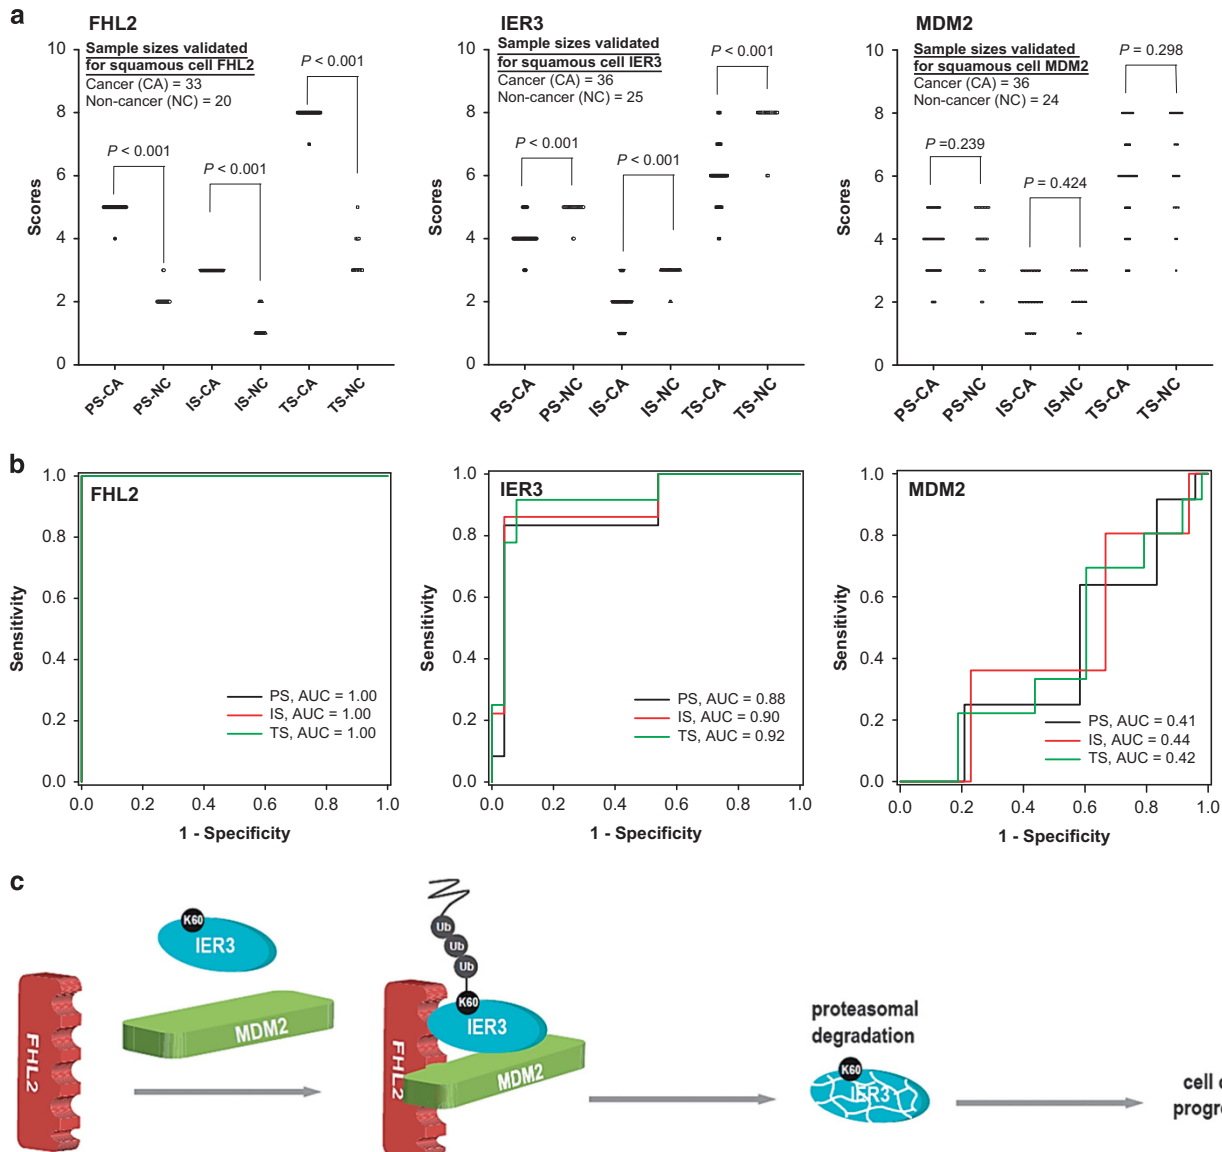 a
FHL2
Sample sizes validated
for squamous cell FHL2
Cancer (CA) = 33
Non-cancer (NC) = 20
P < 0.001
P < 0.001
P < 0.001
Scores
10
8
6
4
2
0
PS-CA
PS-NC
IS-CA
IS-NC
TS-CA
TS-NC
IER3
Sample sizes validated
for squamous cell IER3
Cancer (CA) = 36
Non-cancer (NC) = 25
P < 0.001
P < 0.001
P < 0.001
Scores
10
8
6
4
2
0
PS-CA
PS-NC
IS-CA
IS-NC
TS-CA
TS-NC
MDM2
Sample sizes validated
for squamous cell MDM2
Cancer (CA) = 36
Non-cancer (NC) = 24
P = 0.298
P =0.239
P = 0.424
Scores
10
8
6
4
2
0
PS-CA
PS-NC
IS-CA
IS-NC
TS-CA
TS-NC
b
FHL2
Sensitivity
1.0
0.8
0.6
0.4
0.2
0.0
PS, AUC = 1.00
IS, AUC = 1.00
TS, AUC = 1.00
0.0 0.2 0.4 0.6 0.8 1.0
1 - Specificity
IER3
Sensitivity
1.0
0.8
0.6
0.4
0.2
0.0
PS, AUC = 0.88
IS, AUC = 0.90
TS, AUC = 0.92
0.0 0.2 0.4 0.6 0.8 1.0
1 - Specificity
MDM2
Sensitivity
1.0
0.8
0.6
0.4
0.2
0.0
PS, AUC = 0.41
IS, AUC = 0.44
TS, AUC = 0.42
0.0 0.2 0.4 0.6 0.8 1.0
1 - Specificity
c
FHL2
K60
IER3
MDM2
Ub
Ub
Ub
K60
IER3
FHL2
MDM2
proteasomal
degradation
K60
IER3
cell